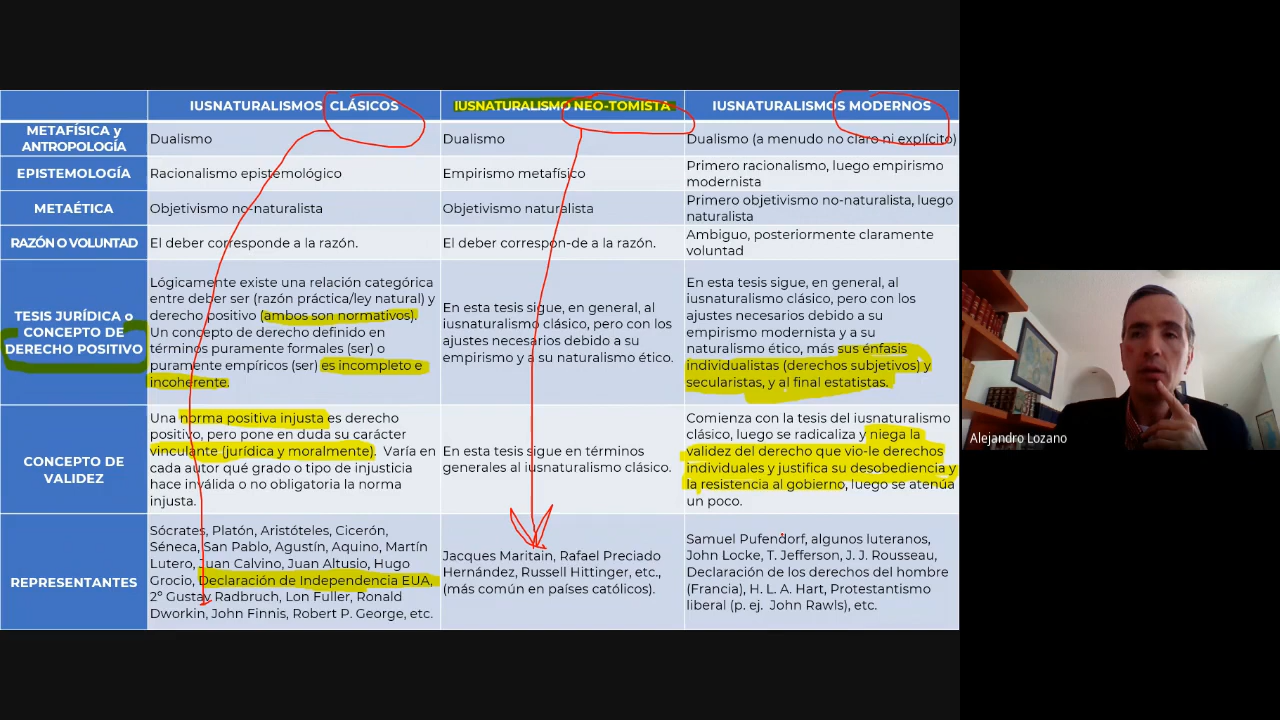 IUSNATURALISMOS CLÁSICOS
IUSNATURALISMO NEO-TOMISTA
IUSNATURALISMOS MODERNOS
METAFÍSICA y
ANTROPOLOGÍA
Dualismo
Dualismo
Dualismo (a menudo no claro ni explícito)
EPISTEMOLOGÍA
Racionalismo epistemológico
Empirismo metafísico
Primero racionalismo, luego empirismo
modernista
METAÉTICA
Objetivismo no-naturalista
Objetivismo naturalista
Primero objetivismo no-naturalista, luego
naturalista
RAZÓN O VOLUNTAD
El deber corresponde a la razón.
El deber correspon-de a la razón.
Ambiguo, posteriormente claramente
voluntad
TESIS JURÍDICA o
CONCEPTO DE
DERECHO POSITIVO
Lógicamente existe una relación categórica
entre deber ser (razón práctica/ley natural) y
derecho positivo (ambos son normativos).
Un concepto de derecho definido en
términos puramente formales (ser) o
puramente empíricos (ser) es incompleto e
incoherente.
En esta tesis sigue, en general, al
iusnaturalismo clásico, pero con los
ajustes necesarios debido a su
empirismo y a su naturalismo ético.
En esta tesis sigue, en general, al
iusnaturalismo clásico, pero con los
ajustes necesarios debido a su
empirismo modernista y a su
naturalismo ético, más sus énfasis
individualistas (derechos subjetivos) y
secularistas, y al final estatistas.
CONCEPTO DE
VALIDEZ
Una norma positiva injusta es derecho
positivo, pero pone en duda su carácter
vinculante (jurídica y moralmente). Varía en
cada autor qué grado o tipo de injusticia
hace inválida o no obligatoria la norma
injusta.
En esta tesis sigue en términos
generales al iusnaturalismo clásico.
Comienza con la tesis del iusnaturalismo
clásico, luego se radicaliza y niega la
validez del derecho que vio-le derechos
individuales y justifica su desobediencia y
la resistencia al gobierno, luego se atenúa
un poco.
REPRESENTANTES
Sócrates, Platón, Aristóteles, Cicerón,
Séneca, San Pablo, Agustín, Aquino, Martín
Lutero, Juan Calvino, Juan Altusio, Hugo
Grocio, Declaración de Independencia EUA,
2º Gustav Radbruch, Lon Fuller, Ronald
Dworkin, John Finnis, Robert P. George, etc.
Jacques Maritain, Rafael Preciado
Hernández, Russell Hittinger, etc.,
(más común en países católicos).
Samuel Pufendorf, algunos luteranos,
John Locke, T. Jefferson, J. J. Rousseau,
Declaración de los derechos del hombre
(Francia), H. L. A. Hart, Protestantismo
liberal (p. ej. John Rawls), etc.
Alejandro Lozano